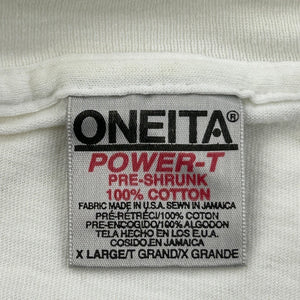 ONEITA®
POWER-T
PRE-SHRUNK
100% COTTON
FABRIC MADE IN U.S.A. SEWN IN JAMAICA
PRÉ-RÉTRÉCI/100% COTON
PRE-ENCOGIDO/100% ALGODON
TELA HECHO EN LOS E.U.A.
COSIDO EN JAMAICA
X LARGE/T GRAND/X GRANDE